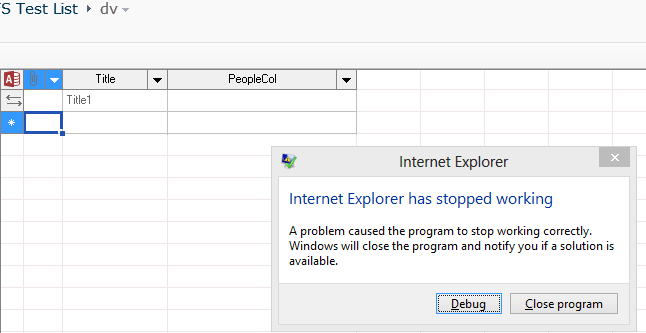 S Test List ▸ dv
Title PeopleCol
Title1
Internet Explorer
Internet Explorer has stopped working
A problem caused the program to stop working correctly.
Windows will close the program and notify you if a solution is
available.
Debug Close program